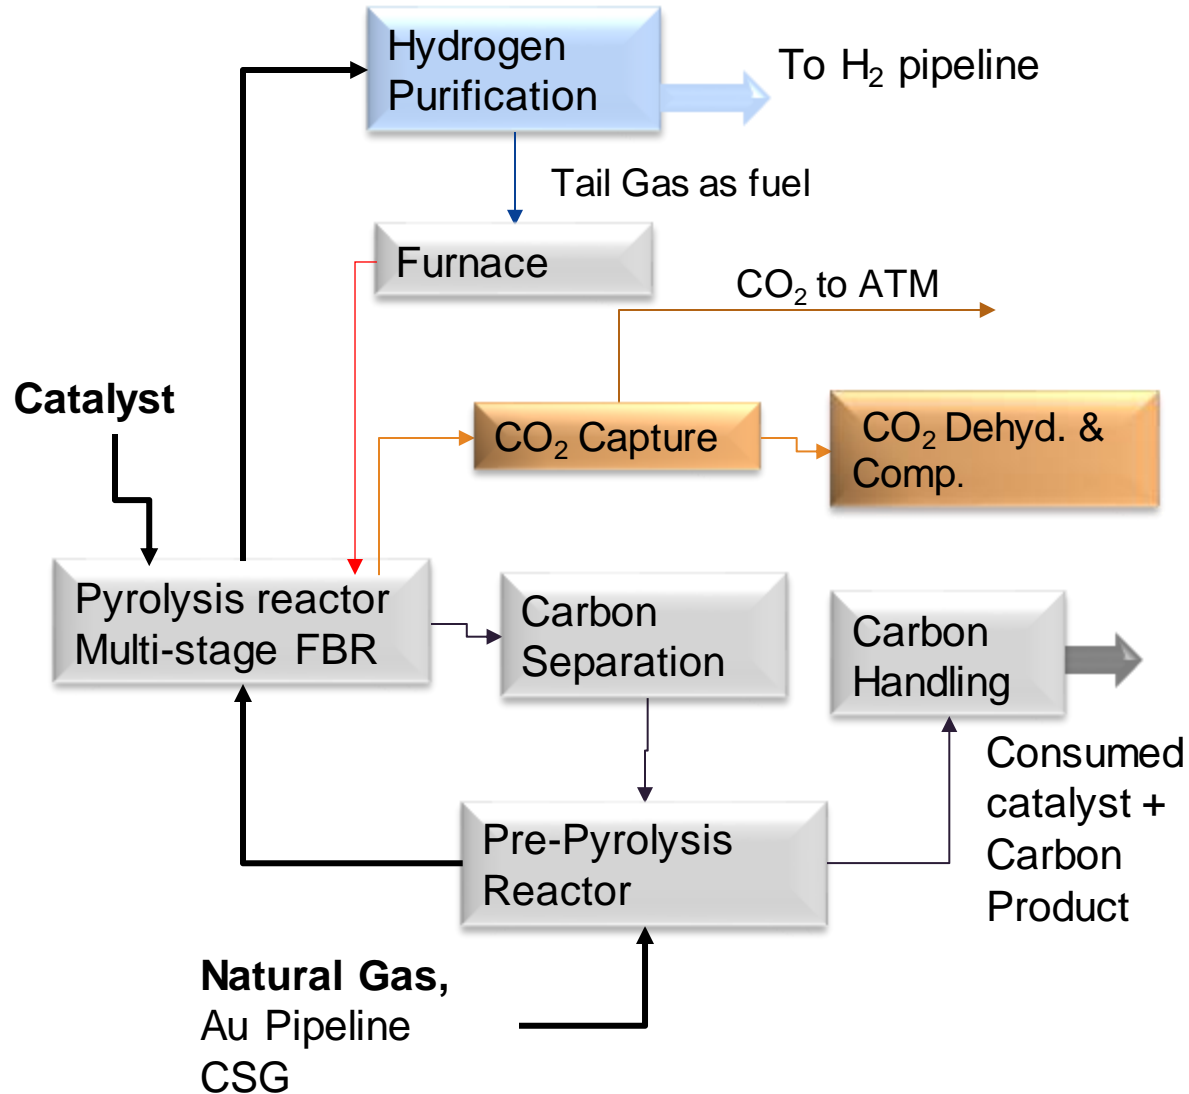 Hydrogen
Purification
To H₂ pipeline
Tail Gas as fuel
Furnace
CO₂ to ATM
Catalyst
CO₂ Capture
CO₂ Dehyd. &
Comp.
Pyrolysis reactor
Multi-stage FBR
Carbon
Separation
Carbon
Handling
Consumed
catalyst +
Carbon
Product
Pre-Pyrolysis
Reactor
Natural Gas,
Au Pipeline
CSG